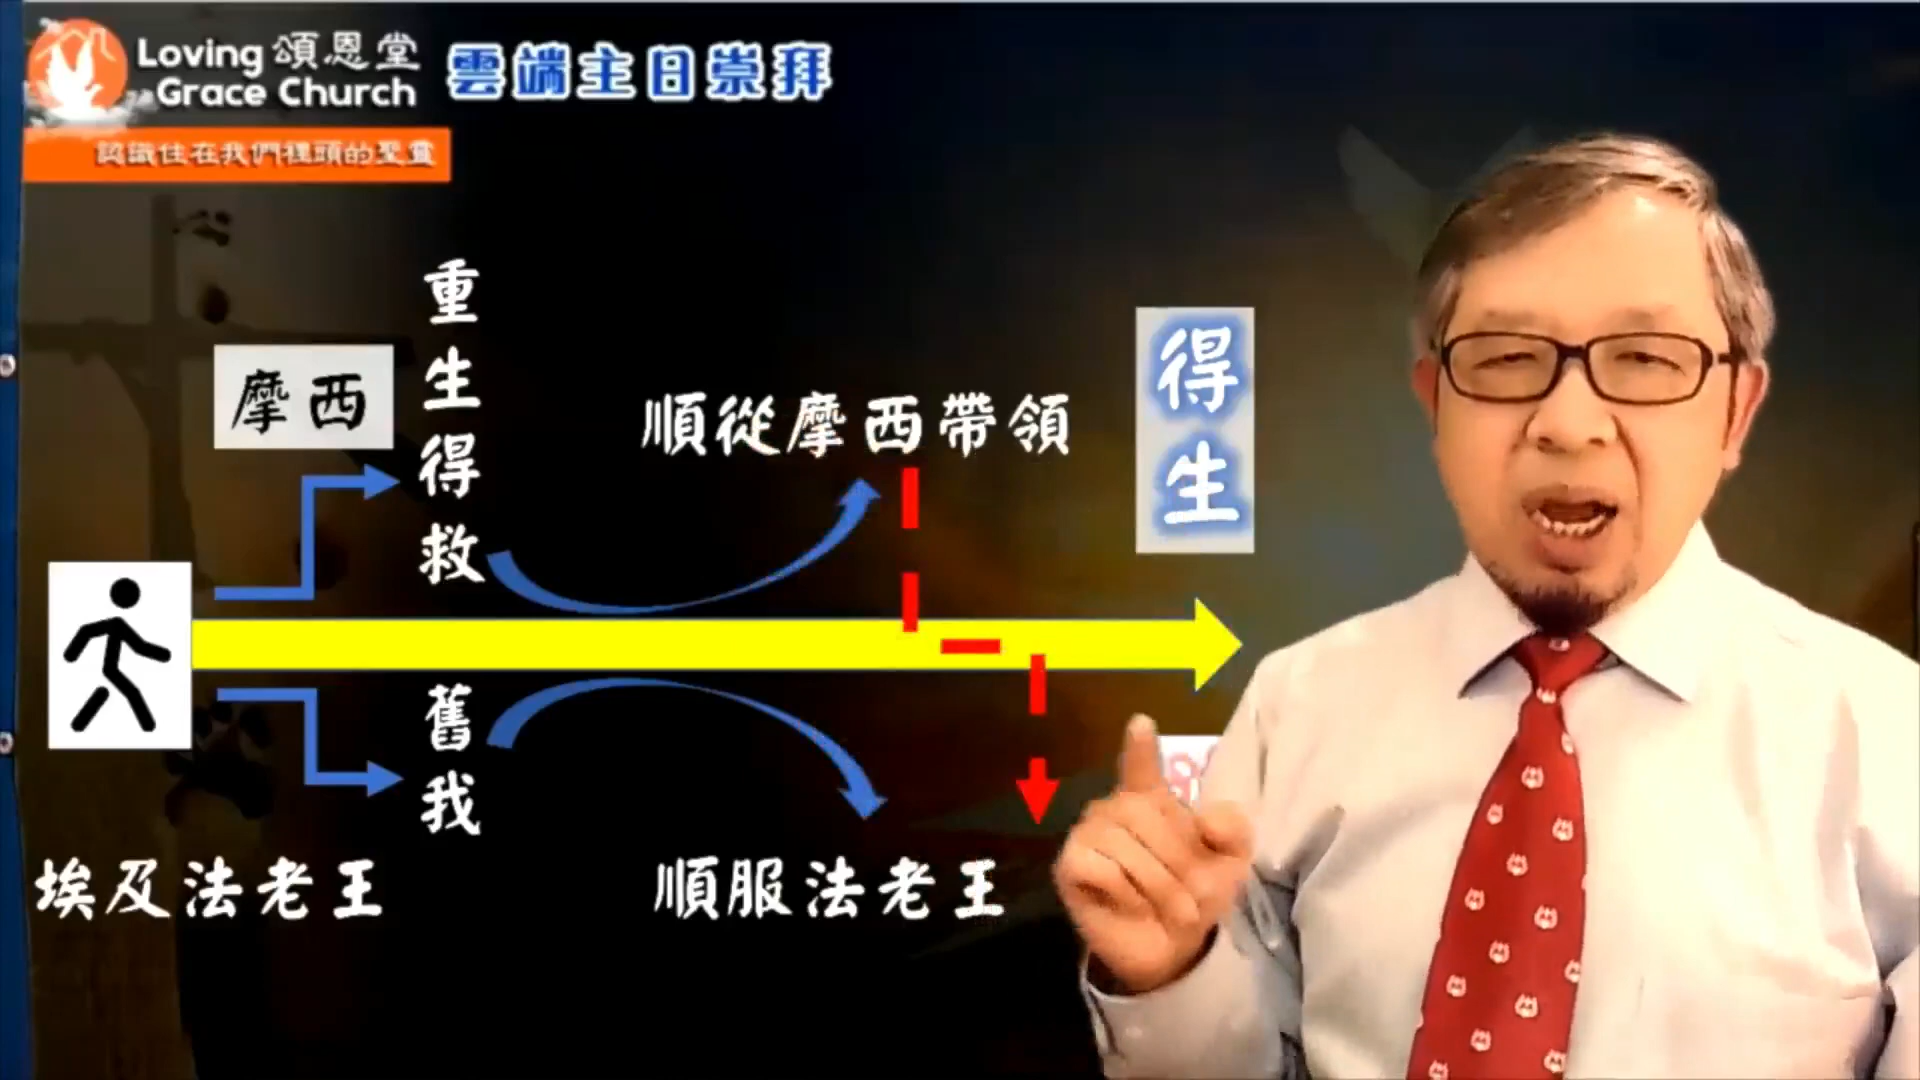 Loving 頌恩堂
Grace Church
雲端主日崇拜
認識住在我們裡頭的聖靈
重生得救
摩西
順從摩西帶領
得生
舊我
埃及法老王
順服法老王